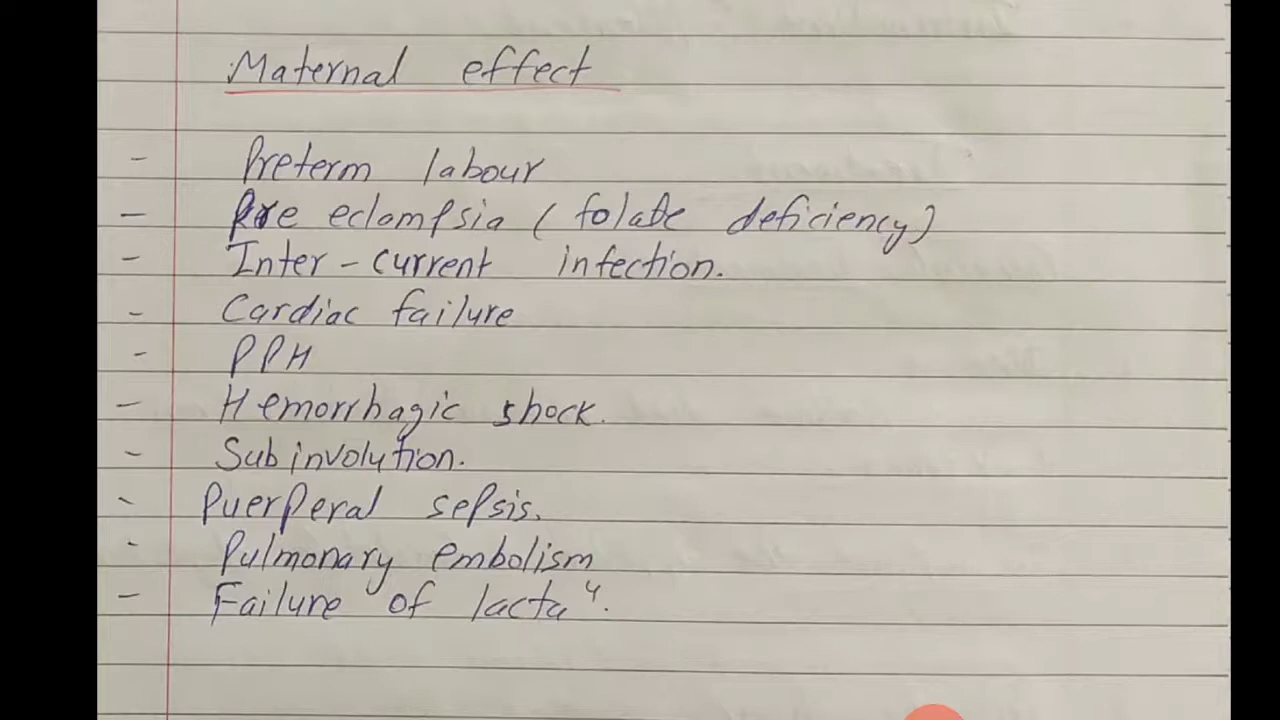 Maternal effect
- Preterm labour
- Pre eclampsia (folate deficiency)
- Inter-current infection.
- Cardiac failure
- PPH
- Hemorrhagic shock.
- Subinvolution.
- Puerperal sepsis.
- Pulmonary embolism
- Failure of lactaⁿ.